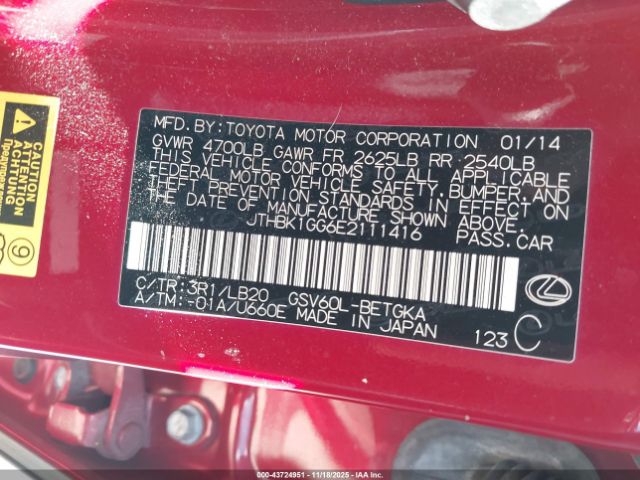 MFD. BY: TOYOTA MOTOR CORPORATION 01/14
GVWR 4700LB GAWR FR 2625LB RR 2540LB
THIS VEHICLE CONFORMS TO ALL APPLICABLE
FEDERAL MOTOR VEHICLE SAFETY, BUMPER, AND
THEFT PREVENTION STANDARDS IN EFFECT ON
THE DATE OF MANUFACTURE SHOWN ABOVE.
JTHBK1GG6E2111416 PASS. CAR
C/TR: 3R1/LB20 GSV60L-BETGKA
A/TM: -01A/U660E MADE IN JAPAN
123 C
ATTENTION
ACHTUNG
000-43724951 | 11/18/2025 | IAAI.com